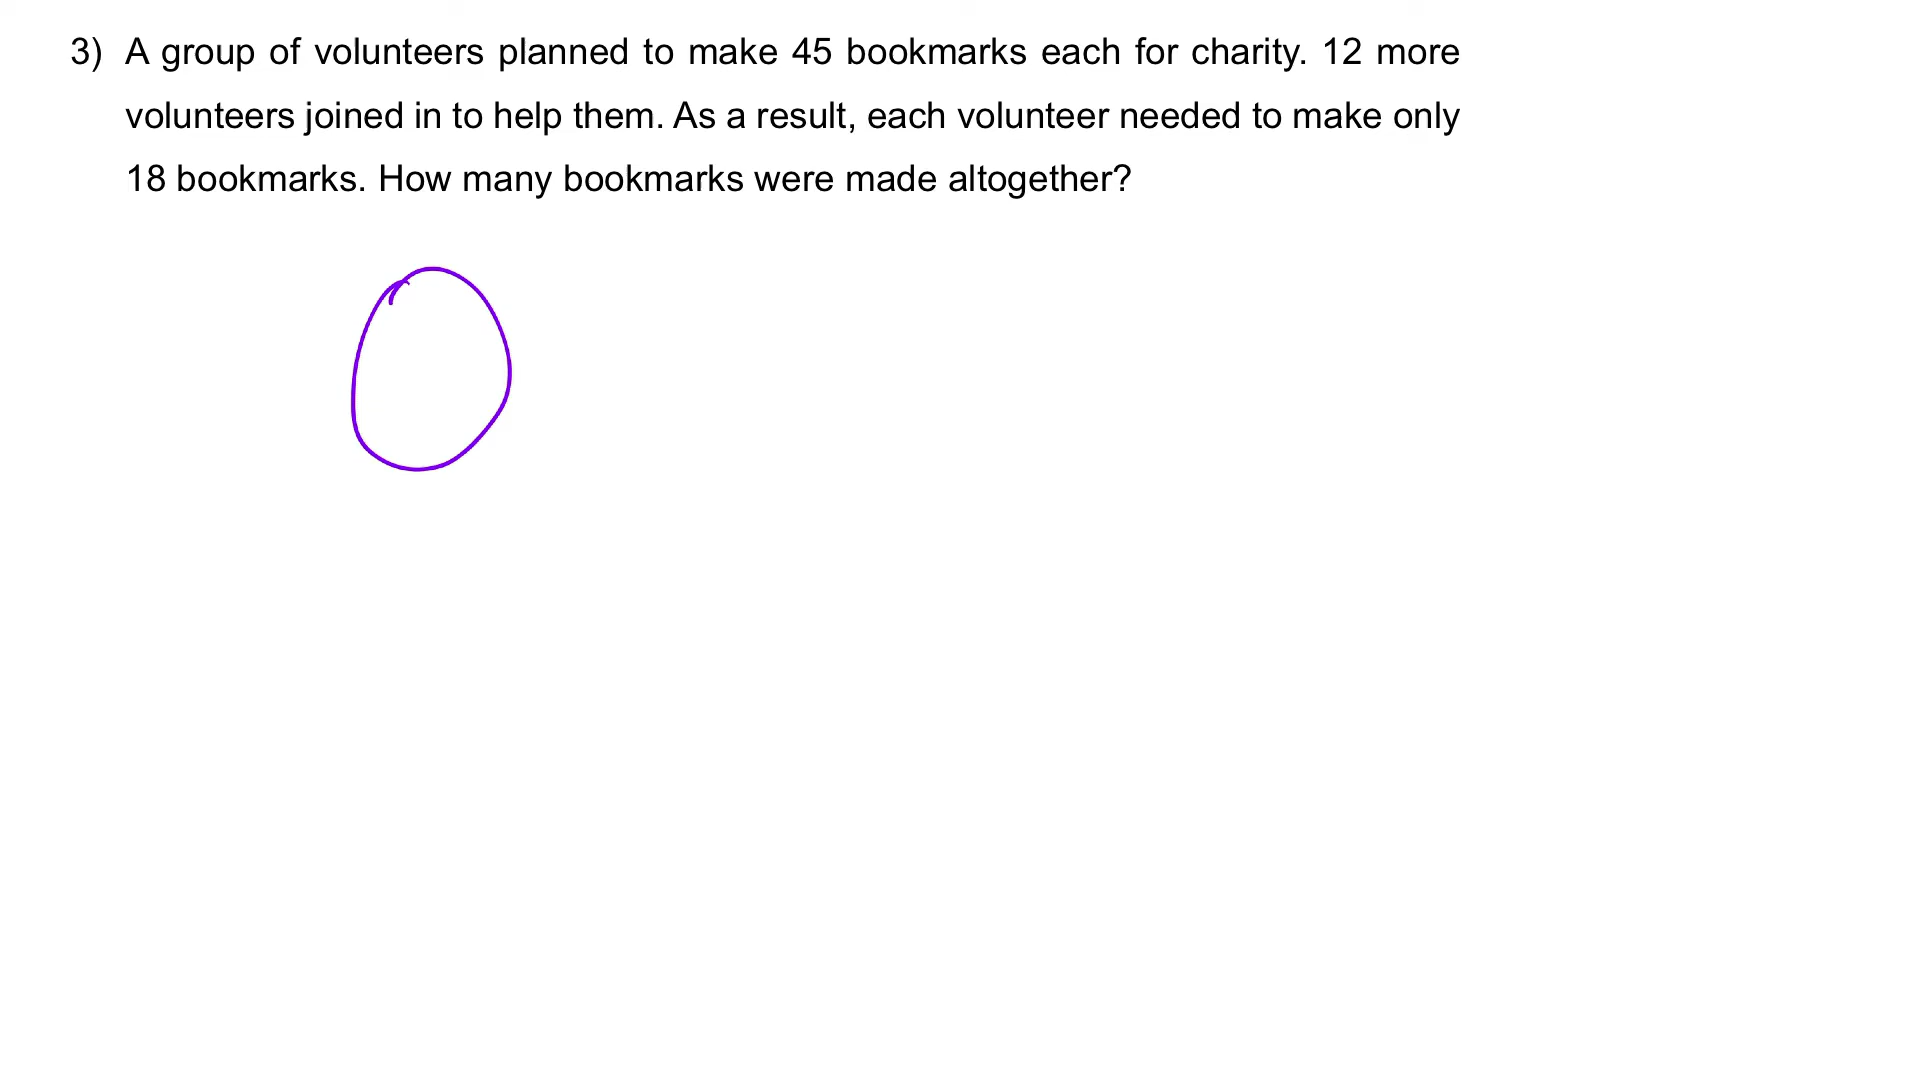 3) A group of volunteers planned to make 45 bookmarks each for charity. 12 more
volunteers joined in to help them. As a result, each volunteer needed to make only
18 bookmarks. How many bookmarks were made altogether?